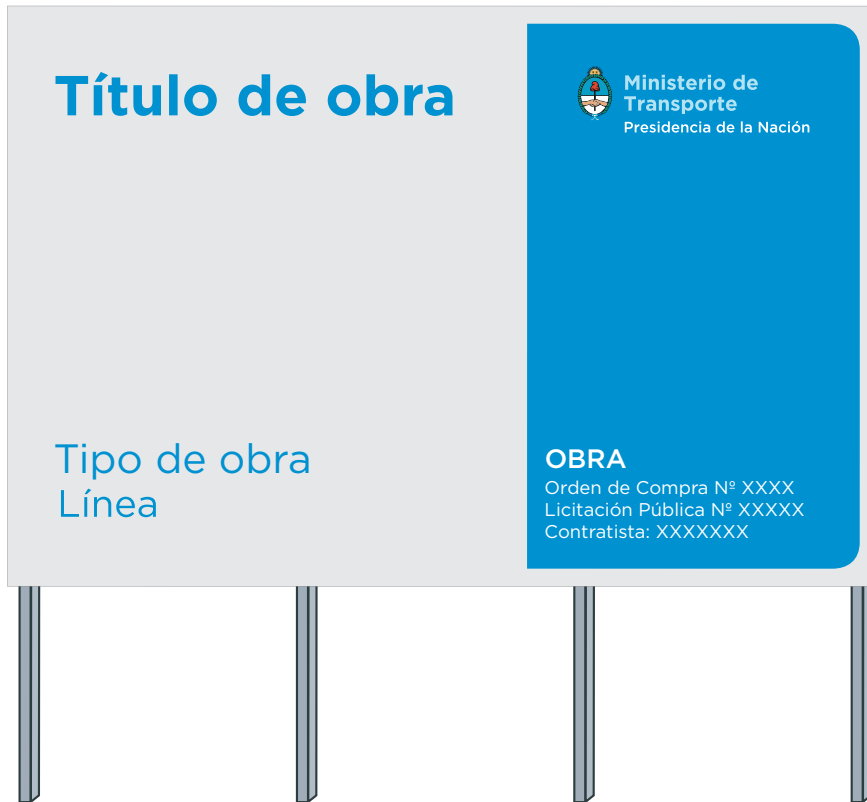 Título de obra
Ministerio de
Transporte
Presidencia de la Nación
Tipo de obra
Línea
OBRA
Orden de Compra Nº XXXX
Licitación Pública Nº XXXXX
Contratista: XXXXXXX